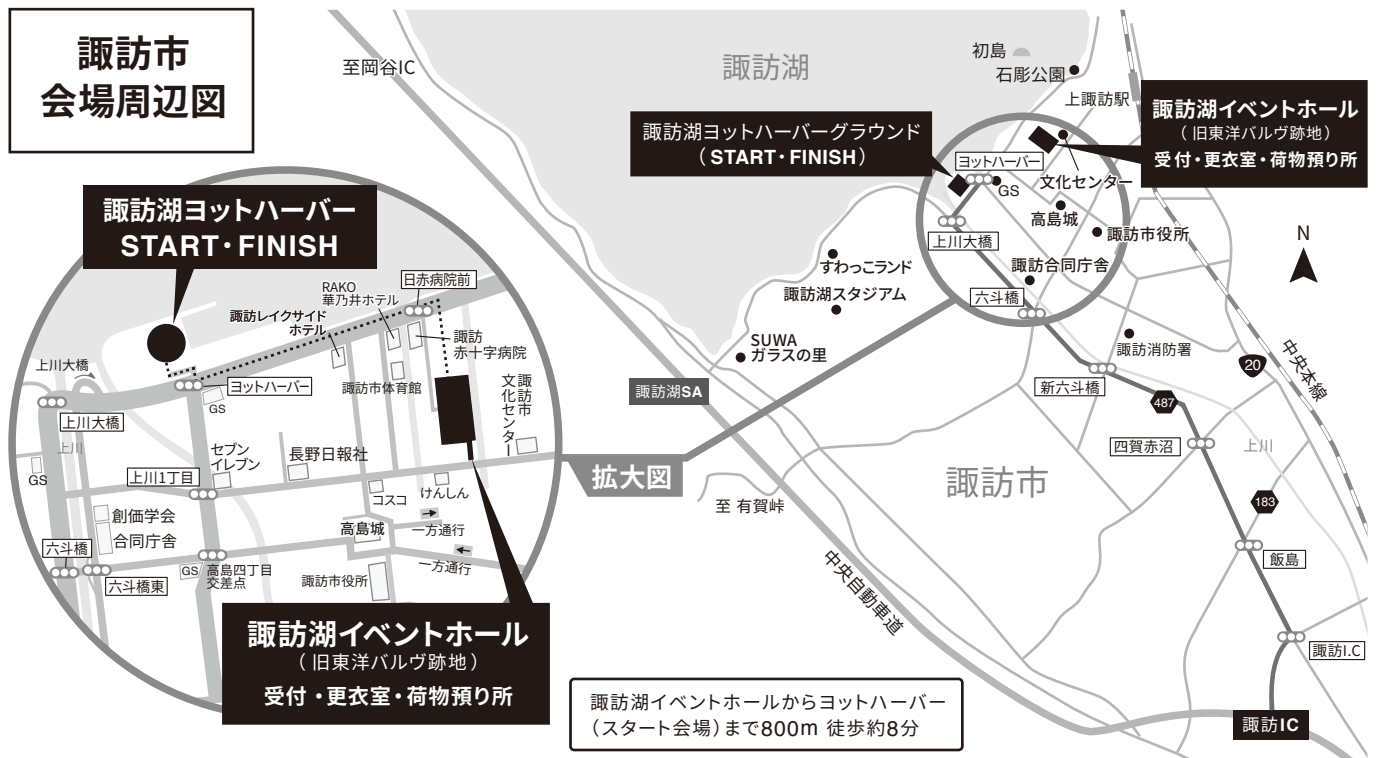 諏訪市
会場周辺図
至岡谷IC
諏訪湖
初島
石彫公園
上諏訪駅
諏訪湖イベントホール
（旧東洋バルヴ跡地）
受付・更衣室・荷物預り所
諏訪湖ヨットハーバーグラウンド
（START・FINISH）
ヨットハーバー
GS
文化センター
高島城
諏訪市役所
上川大橋
諏訪合同庁舎
六斗橋
すわっこランド
諏訪湖スタジアム
SUWA
ガラスの里
諏訪消防署
新六斗橋
諏訪湖SA
N
20
中央本線
487
四賀赤沼
上川
183
飯島
諏訪I.C
諏訪IC
諏訪市
至 有賀峠
中央自動車道
拡大図
諏訪湖ヨットハーバー
START・FINISH
日赤病院前
RAKO
華乃井ホテル
諏訪レイクサイド
ホテル
諏訪
赤十字病院
上川大橋
ヨットハーバー
GS
諏訪市体育館
諏訪市
文化センター
上川大橋
上川
GS
セブン
イレブン
長野日報社
上川1丁目
コスコ
けんしん
創価学会
合同庁舎
高島城
一方通行
一方通行
六斗橋
六斗橋東
GS
高島四丁目
交差点
諏訪市役所
諏訪湖イベントホール
（旧東洋バルヴ跡地）
受付・更衣室・荷物預り所
諏訪湖イベントホールからヨットハーバー
（スタート会場）まで800m 徒歩約8分